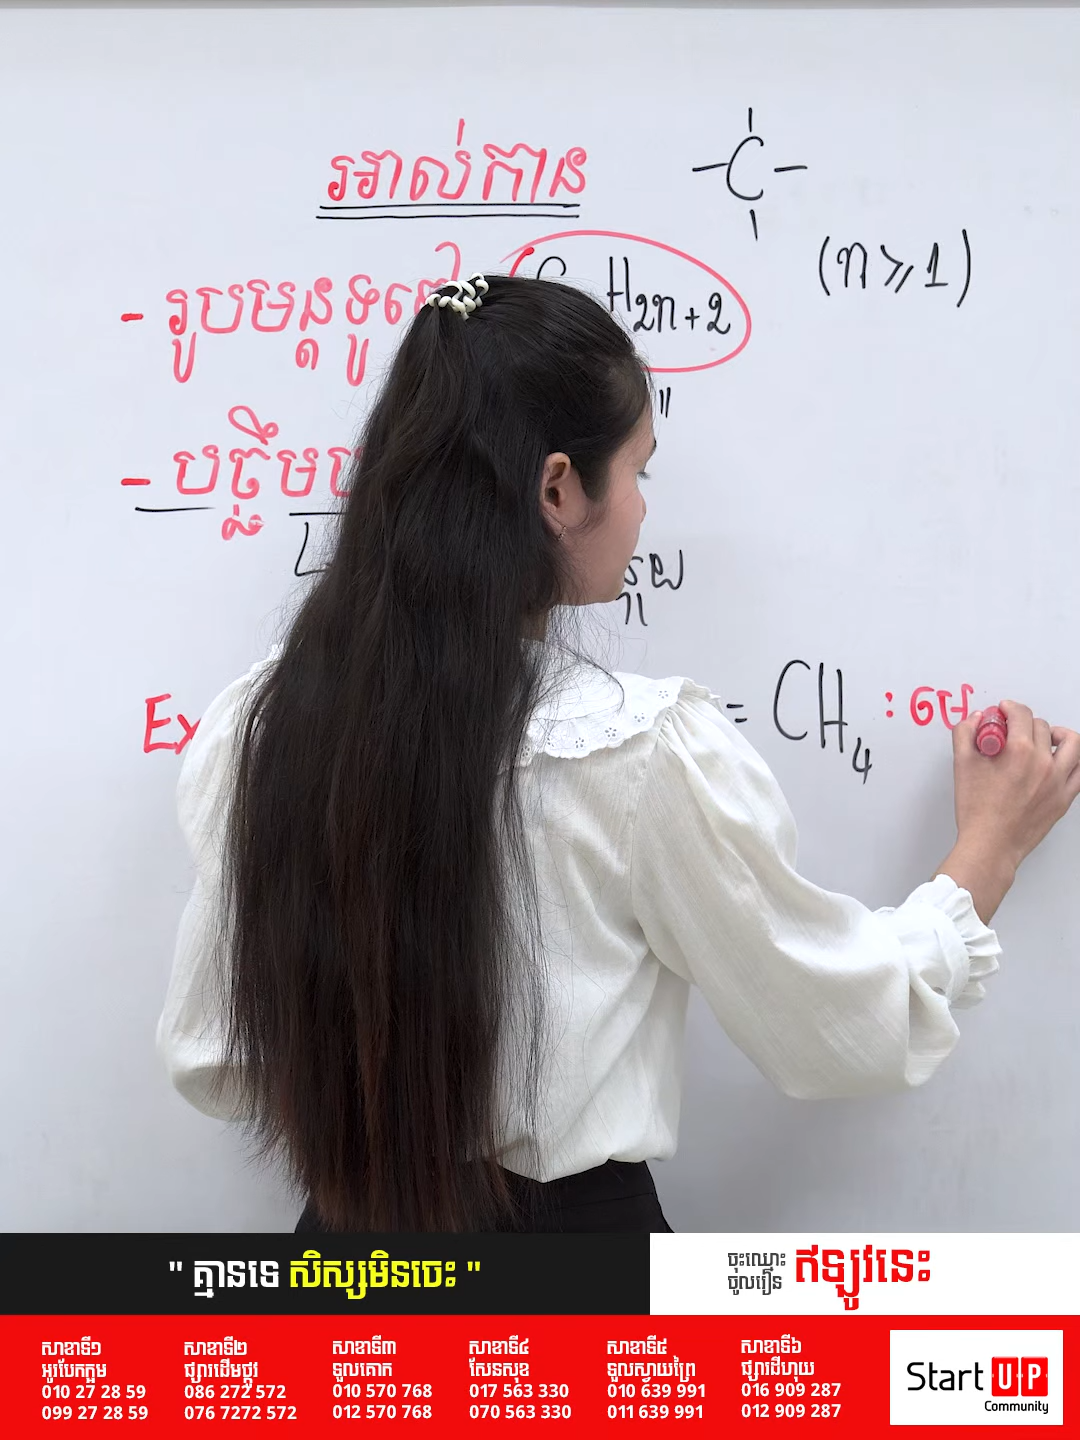 អាល់កាន
C
(n ⩾ 1)
- រូបមន្តទូទៅ C H2n+2
"
- បច្ច័យ
Ex = CH4 : មេ
" គ្មានទេ សិស្សមិនចេះ "
ចុះឈ្មោះ
ចូលរៀន
ឥឡូវនេះ
សាខាទី១
អូរបែកក្អម
010 27 28 59
099 27 28 59
សាខាទី២
ផ្សារដើមថ្កូវ
086 272 572
076 7272 572
សាខាទី៣
ទួលគោក
010 570 768
012 570 768
សាខាទី៤
សែនសុខ
017 563 330
070 563 330
សាខាទី៥
ទួលស្វាយព្រៃ
010 639 991
011 639 991
សាខាទី៦
ផ្សារដីហុយ
016 909 287
012 909 287
Start UP
Community